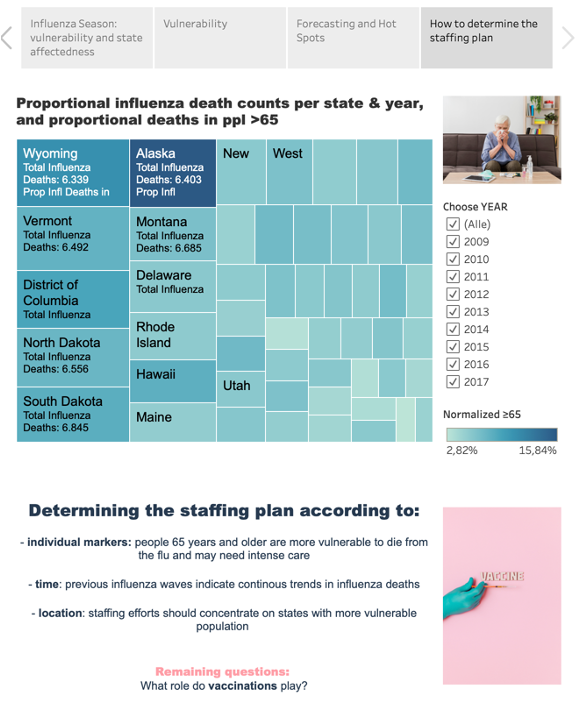 Influenza Season:
vulnerability and state
affectedness
Vulnerability
Forecasting and Hot
Spots
How to determine the
staffing plan
Proportional influenza death counts per state & year,
and proportional deaths in ppl >65
Wyoming
Total Influenza
Deaths: 6.339
Prop Infl Deaths in
Alaska
Total Influenza
Deaths: 6.403
Prop Infl
New
West
Vermont
Total Influenza
Deaths: 6.492
Montana
Total Influenza
Deaths: 6.685
District of
Columbia
Total Influenza
Delaware
Total Influenza
North Dakota
Total Influenza
Deaths: 6.556
Rhode
Island
Hawaii
Utah
South Dakota
Total Influenza
Deaths: 6.845
Maine
Choose YEAR
(Alle)
2009
2010
2011
2012
2013
2014
2015
2016
2017
Normalized ≥65
2,82% 15,84%
Determining the staffing plan according to:
- individual markers: people 65 years and older are more vulnerable to die from
the flu and may need intense care
- time: previous influenza waves indicate continous trends in influenza deaths
- location: staffing efforts should concentrate on states with more vulnerable
population
Remaining questions:
What role do vaccinations play?
VACCINE